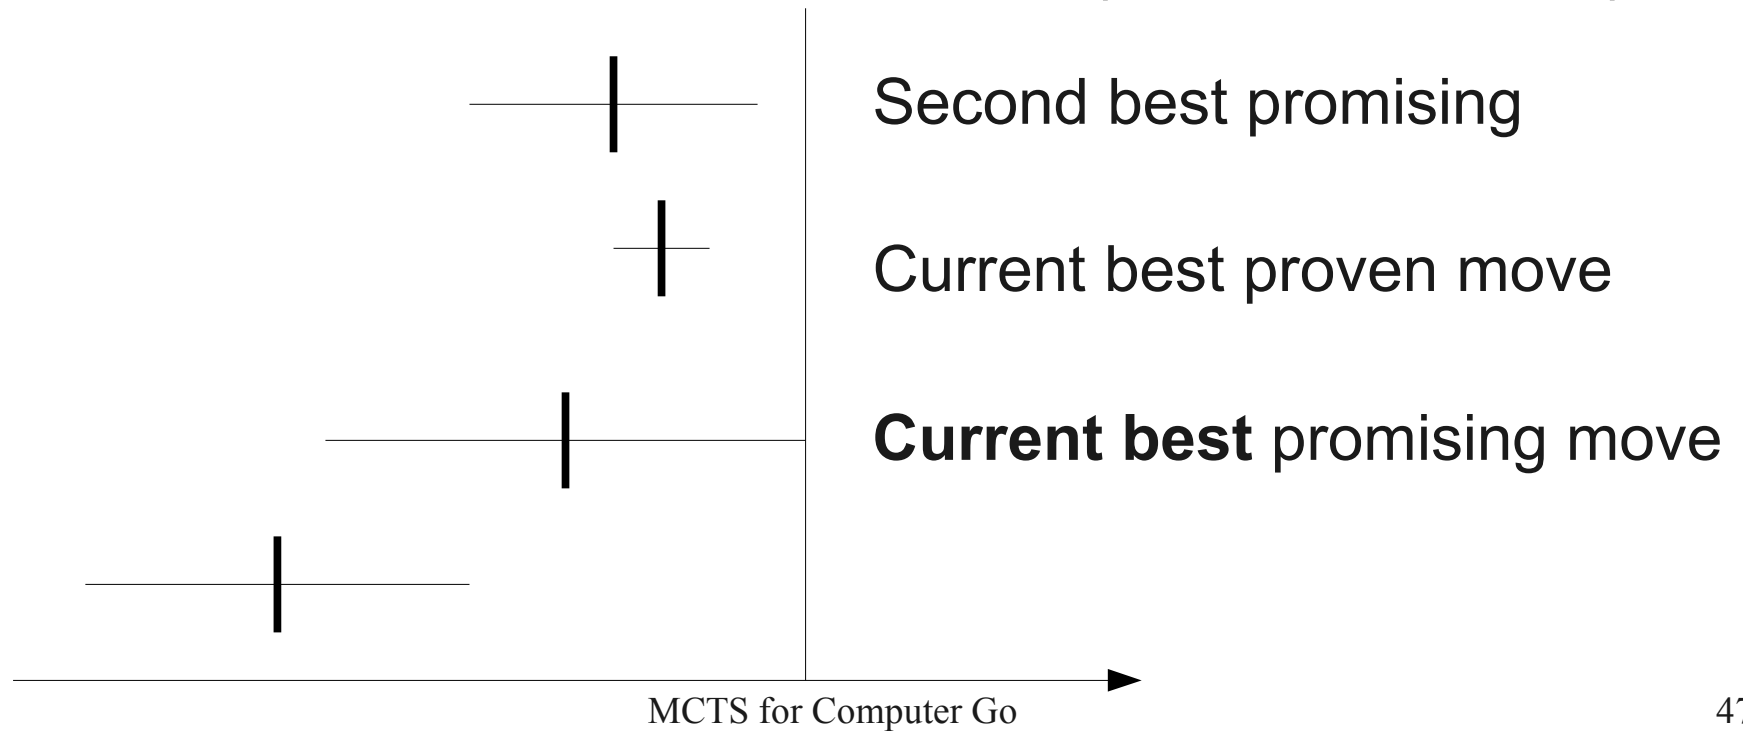 Second best promising
Current best proven move
Current best promising move
MCTS for Computer Go